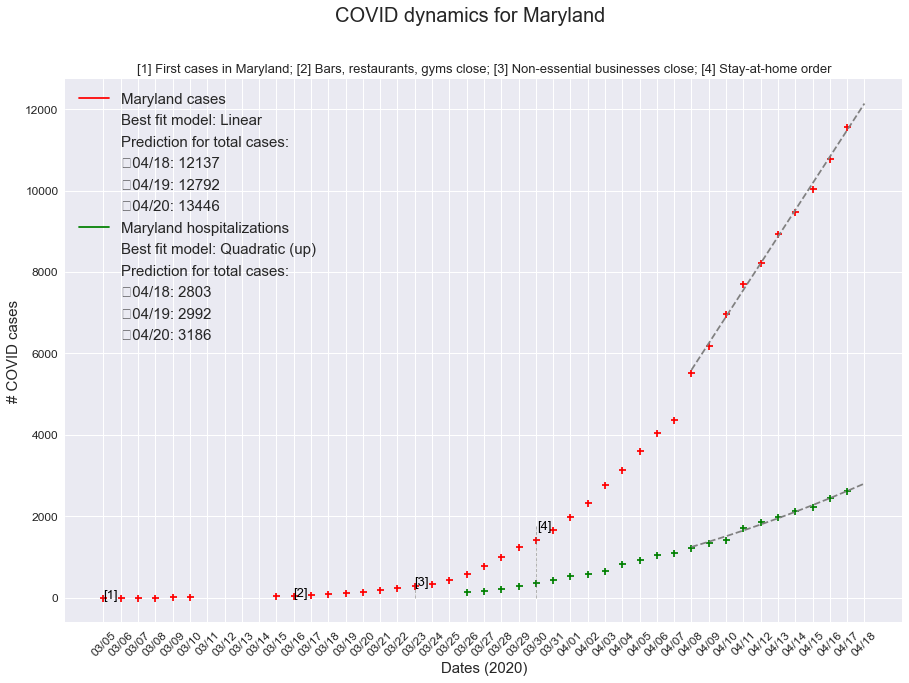 COVID dynamics for Maryland
[1] First cases in Maryland; [2] Bars, restaurants, gyms close; [3] Non-essential businesses close; [4] Stay-at-home order
Maryland cases
Best fit model: Linear
Prediction for total cases:
04/18: 12137
04/19: 12792
04/20: 13446
Maryland hospitalizations
Best fit model: Quadratic (up)
Prediction for total cases:
04/18: 2803
04/19: 2992
04/20: 3186
# COVID cases
12000
10000
8000
6000
4000
2000
0
[1]
[2]
[3]
[4]
03/05 03/06 03/07 03/08 03/09 03/10 03/11 03/12 03/13 03/14 03/15 03/16 03/17 03/18 03/19 03/20 03/21 03/22 03/23 03/24 03/25 03/26 03/27 03/28 03/29 03/30 03/31 04/01 04/02 04/03 04/04 04/05 04/06 04/07 04/08 04/09 04/10 04/11 04/12 04/13 04/14 04/15 04/16 04/17 04/18
Dates (2020)